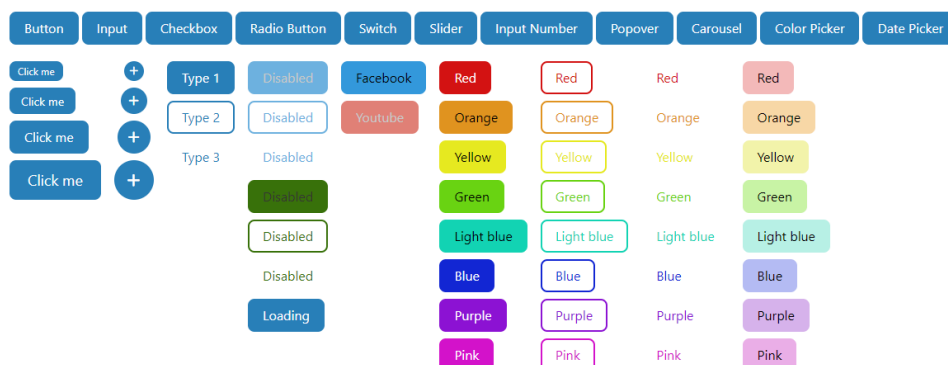 Button Input Checkbox Radio Button Switch Slider Input Number Popover Carousel Color Picker Date Picker
Click me + Type 1 Disabled Facebook Red Red Red Red
Click me + Type 2 Disabled Youtube Orange Orange Orange Orange
Click me + Type 3 Disabled Yellow Yellow Yellow Yellow
Click me + Disabled Green Green Green Green
Disabled Light blue Light blue Light blue Light blue
Disabled Blue Blue Blue Blue
Loading Purple Purple Purple Purple
Pink Pink Pink Pink